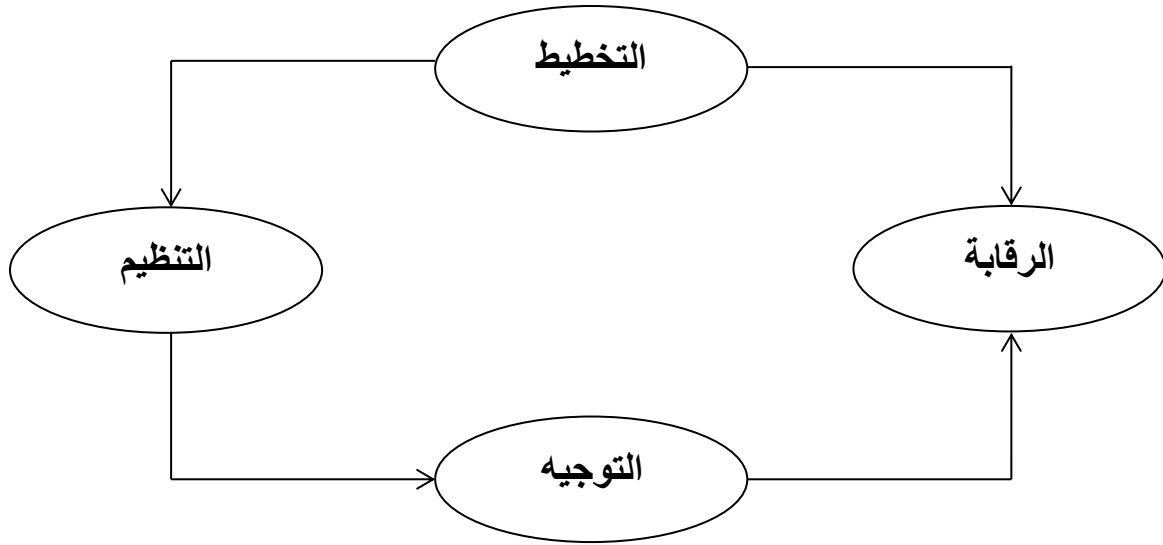 التخطيط
الرقابة
التنظيم
التوجيه